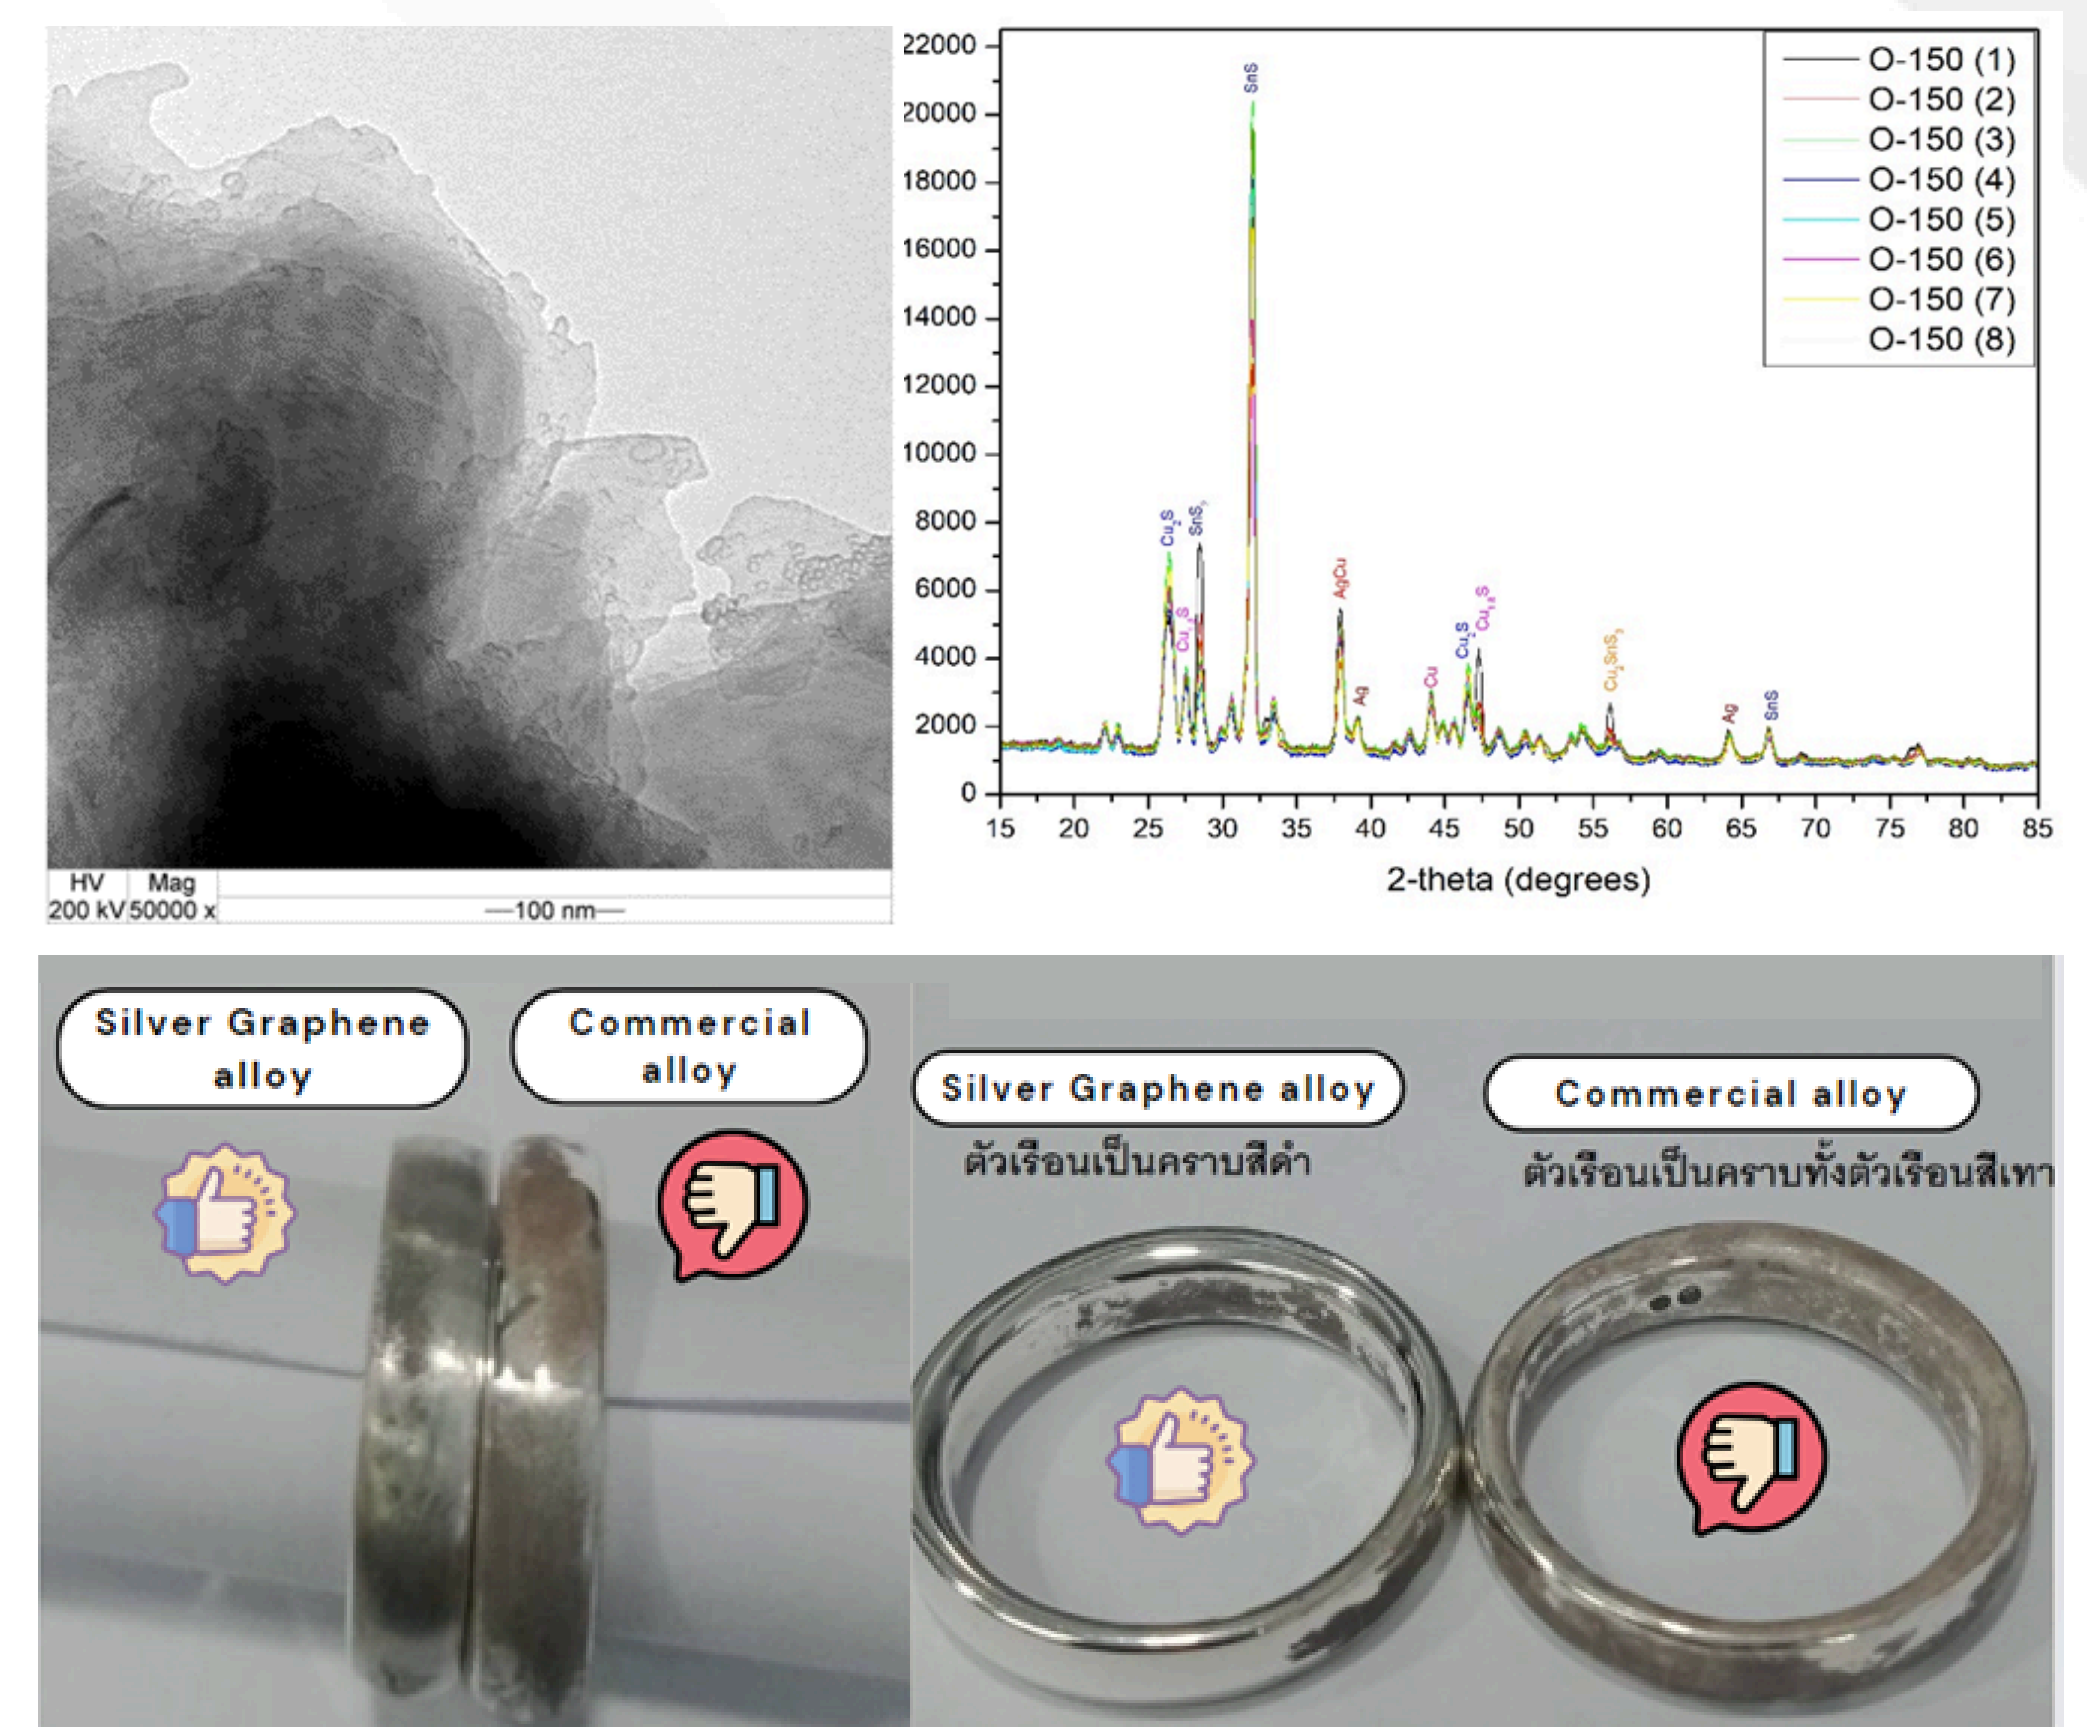 HV Mag
200 kV 50000 x —100 nm—
22000
20000
18000
16000
14000
12000
10000
8000
6000
4000
2000
0
15 20 25 30 35 40 45 50 55 60 65 70 75 80 85
2-theta (degrees)
O-150 (1)
O-150 (2)
O-150 (3)
O-150 (4)
O-150 (5)
O-150 (6)
O-150 (7)
O-150 (8)
Cu₂S
SnS
AgCu
Ag
Cu
Cu₂S
Cu₁.₈S
Ag
SnS
Silver Graphene
alloy
Commercial
alloy
Silver Graphene alloy
ตัวเรือนเป็นคราบสีดำ
Commercial alloy
ตัวเรือนเป็นคราบทั้งตัวเรือนสีเทา